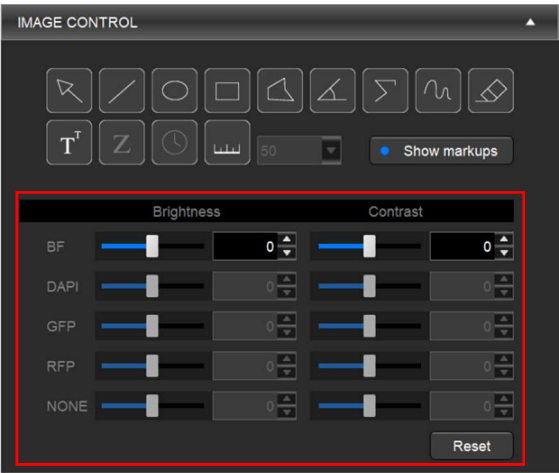 IMAGE CONTROL
T T Z 50 Show markups
Brightness Contrast
BF 0 0
DAPI 0 0
GFP 0 0
RFP 0 0
NONE 0 0
Reset